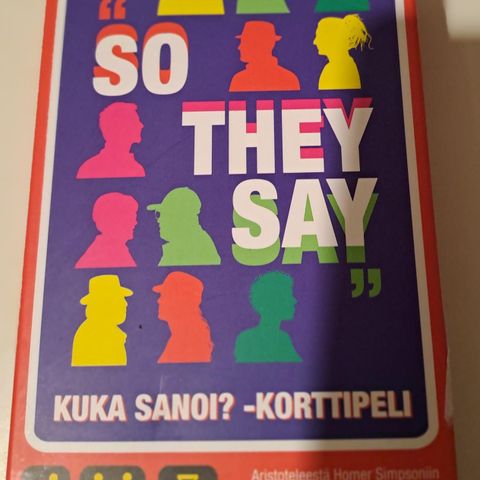 “
SO
THEY
SAY
”
KUKA SANOI? -KORTTIPELI
Aristoteleestä Homer Simpsoniin